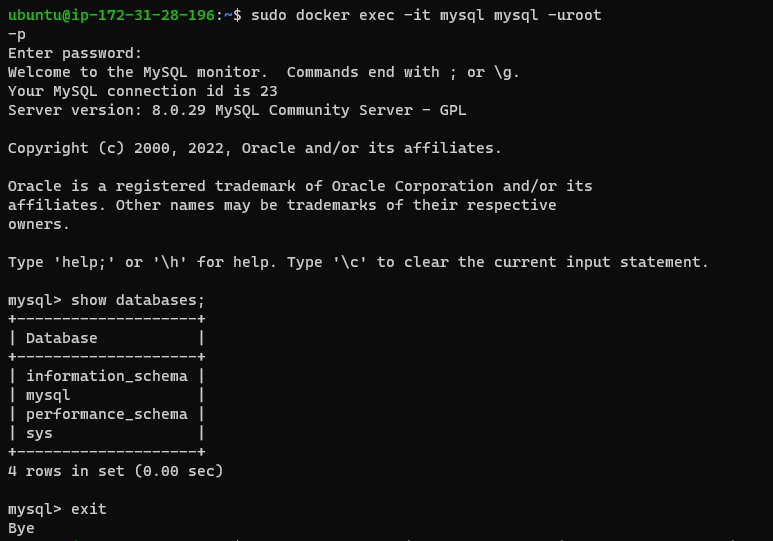 ubuntu@ip-172-31-28-196:~$ sudo docker exec -it mysql mysql -uroot
-p
Enter password:
Welcome to the MySQL monitor.  Commands end with ; or \g.
Your MySQL connection id is 23
Server version: 8.0.29 MySQL Community Server - GPL

Copyright (c) 2000, 2022, Oracle and/or its affiliates.

Oracle is a registered trademark of Oracle Corporation and/or its
affiliates. Other names may be trademarks of their respective
owners.

Type 'help;' or '\h' for help. Type '\c' to clear the current input statement.

mysql> show databases;
+--------------------+
| Database           |
+--------------------+
| information_schema |
| mysql              |
| performance_schema |
| sys                |
+--------------------+
4 rows in set (0.00 sec)

mysql> exit
Bye